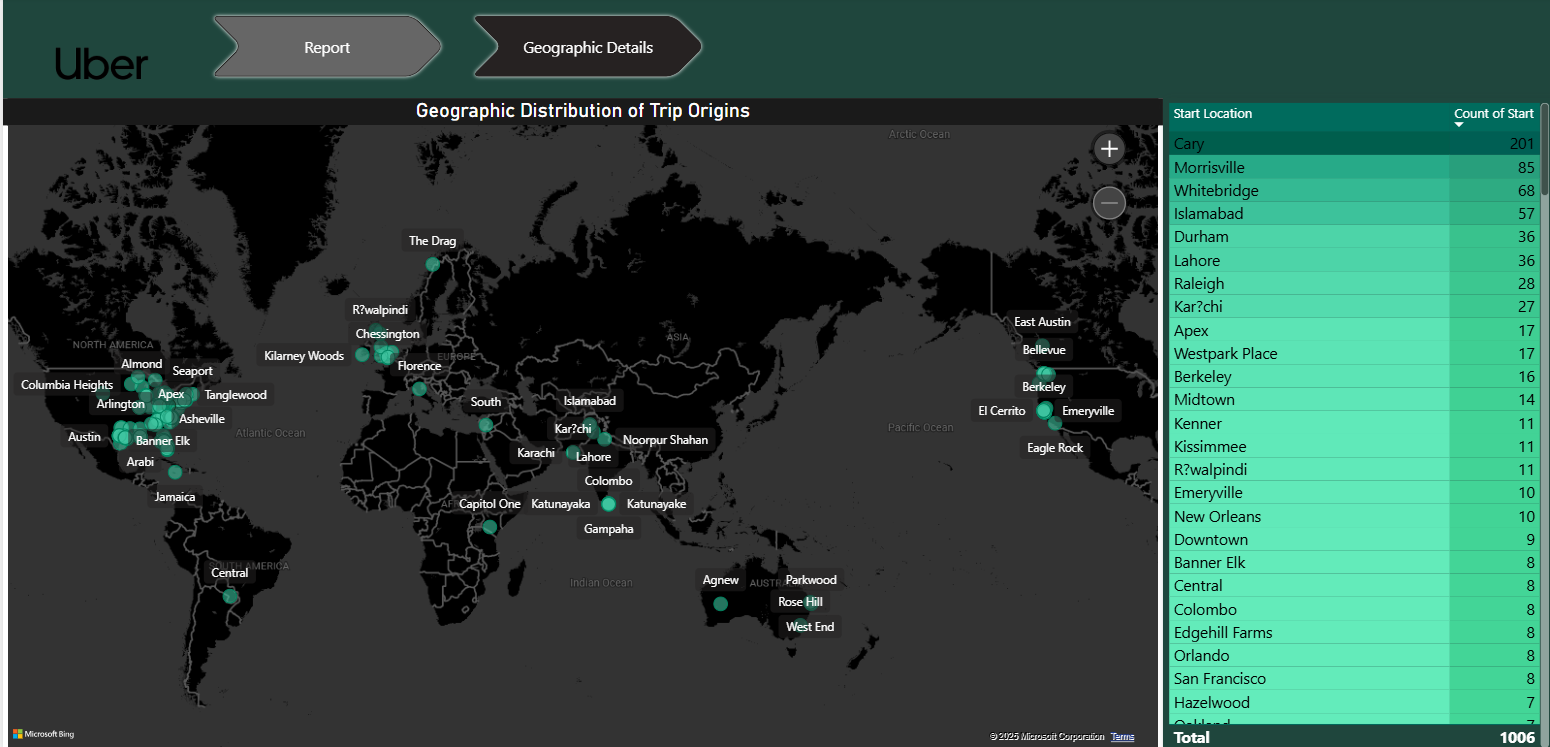 Uber
Report
Geographic Details
Geographic Distribution of Trip Origins
Arctic Ocean
The Drag
R?walpindi
Chessington
Kilarney Woods
EUROPE
Florence
ASIA
East Austin
Bellevue
Berkeley
El Cerrito
Emeryville
Eagle Rock
Pacific Ocean
NORTH AMERICA
Almond
Seaport
Columbia Heights
Apex
Tanglewood
Arlington
Asheville
Austin
Banner Elk
Atlantic Ocean
Arabi
Jamaica
South
Islamabad
Kar?chi
Noorpur Shahan
Karachi
Lahore
Colombo
Capitol One
Katunayaka
Katunayake
Gampaha
SOUTH AMERICA
Central
Indian Ocean
Agnew
Parkwood
Rose Hill
West End
Microsoft Bing
© 2025 Microsoft Corporation Terms
Start Location Count of Start
Cary 201
Morrisville 85
Whitebridge 68
Islamabad 57
Durham 36
Lahore 36
Raleigh 28
Kar?chi 27
Apex 17
Westpark Place 17
Berkeley 16
Midtown 14
Kenner 11
Kissimmee 11
R?walpindi 11
Emeryville 10
New Orleans 10
Downtown 9
Banner Elk 8
Central 8
Colombo 8
Edgehill Farms 8
Orlando 8
San Francisco 8
Hazelwood 7
Oakland 7
Total 1006